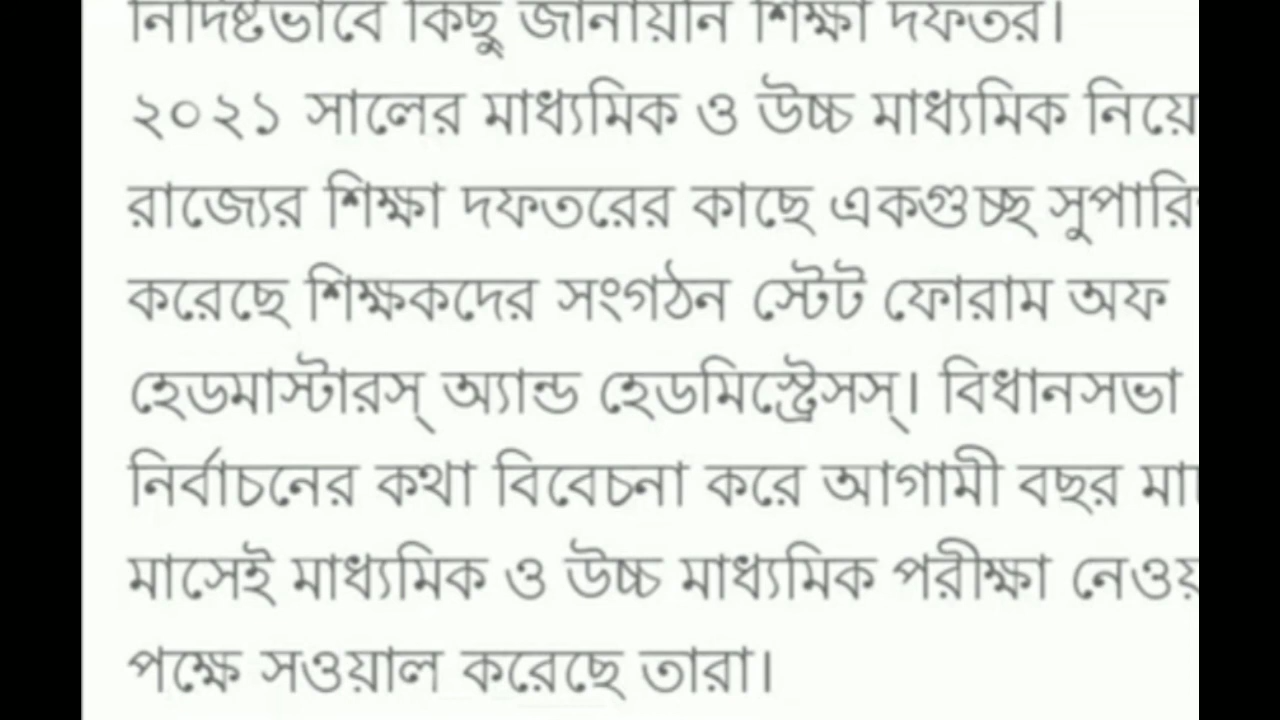 নির্দিষ্টভাবে কিছু জানায়নি শিক্ষা দফতর।
২০২১ সালের মাধ্যমিক ও উচ্চ মাধ্যমিক নিয়ে
রাজ্যের শিক্ষা দফতরের কাছে একগুচ্ছ
করেছে শিক্ষকদের সংগঠন স্টেট ফোরাম অফ
হেডমাস্টারস্ অ্যান্ড হেডমিস্ট্রেসস্। বিধানসভা
নির্বাচনের কথা বিবেচনা করে আগামী বছর
মাসেই মাধ্যমিক ও উচ্চ মাধ্যমিক পরীক্ষা
পক্ষে সওয়াল করেছে তারা।